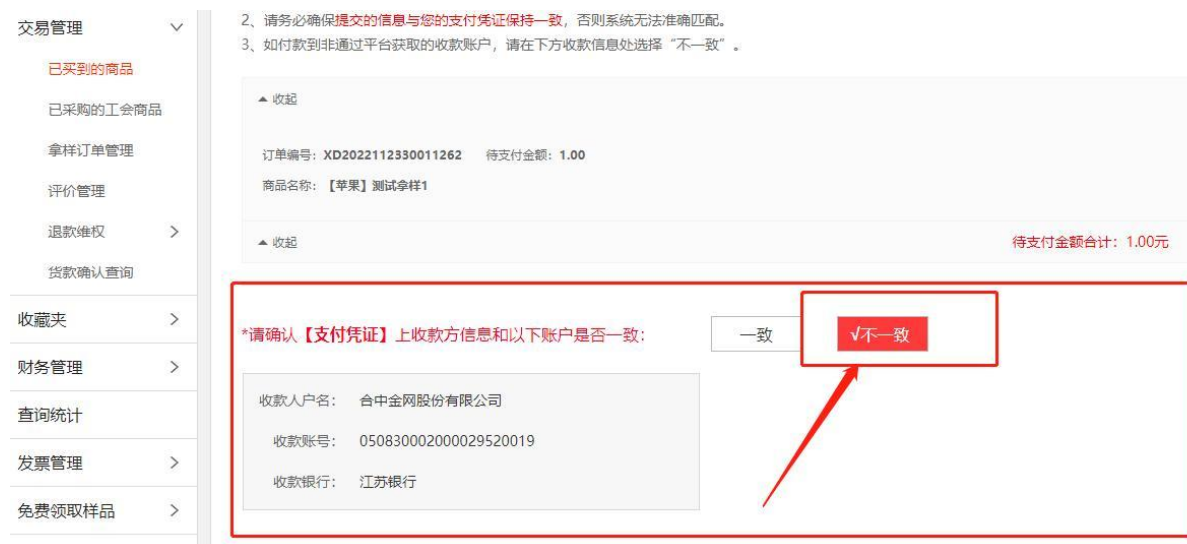 交易管理
已买到的商品
已采购的工会商品
拿样订单管理
评价管理
退款维权
货款确认查询
收藏夹
财务管理
查询统计
发票管理
免费领取样品
2、请务必确保提交的信息与您的支付凭证保持一致，否则系统无法准确匹配。
3、如付款到非通过平台获取的收款账户，请在下方收款信息处选择“不一致”。
收起
订单编号：XD2022112330011262 待支付金额：1.00
商品名称：【苹果】测试拿样1
收起 待支付金额合计：1.00元
*请确认【支付凭证】上收款方信息和以下账户是否一致： 一致 √不一致
收款人户名： 合中金网股份有限公司
收款账号： 050830002000029520019
收款银行： 江苏银行